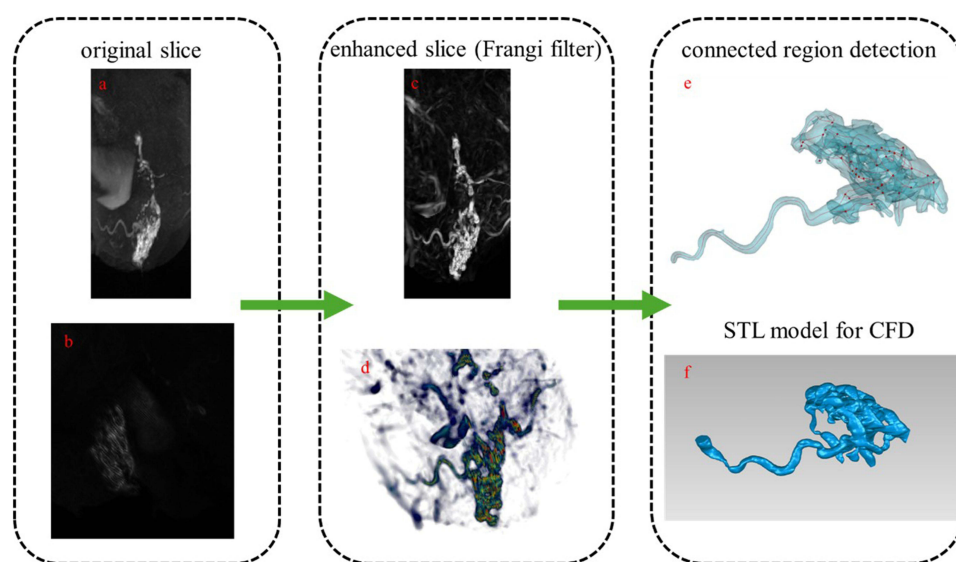 original slice
a
b
enhanced slice (Frangi filter)
c
d
connected region detection
e
STL model for CFD
f